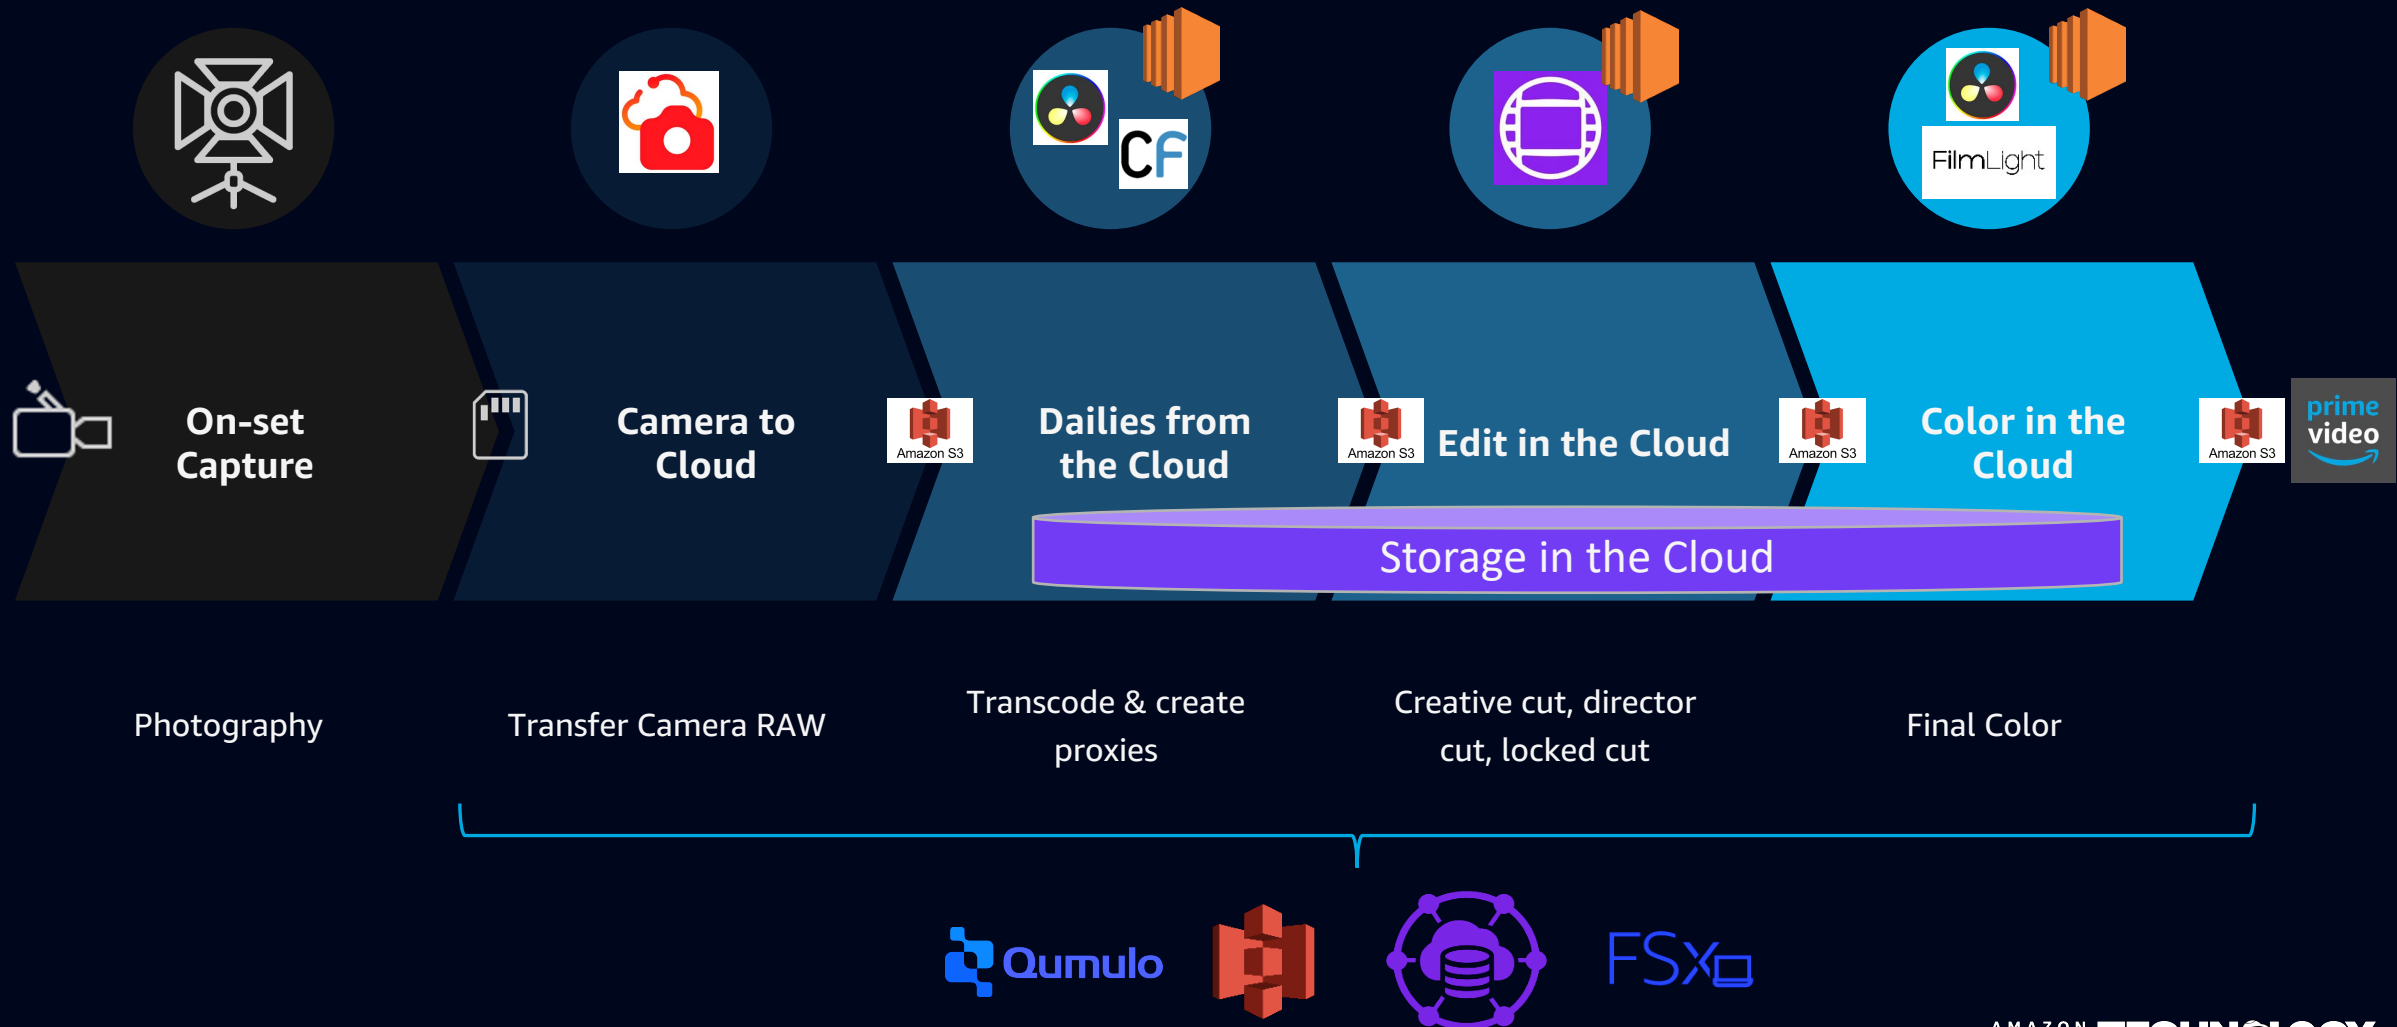 CF
FilmLight
On-set
Capture
Camera to
Cloud
Amazon S3
Dailies from
the Cloud
Amazon S3
Edit in the Cloud
Amazon S3
Color in the
Cloud
Amazon S3
prime
video
Storage in the Cloud
Photography
Transfer Camera RAW
Transcode & create
proxies
Creative cut, director
cut, locked cut
Final Color
Qumulo
FSx
AMAZON TECHNOLOGY